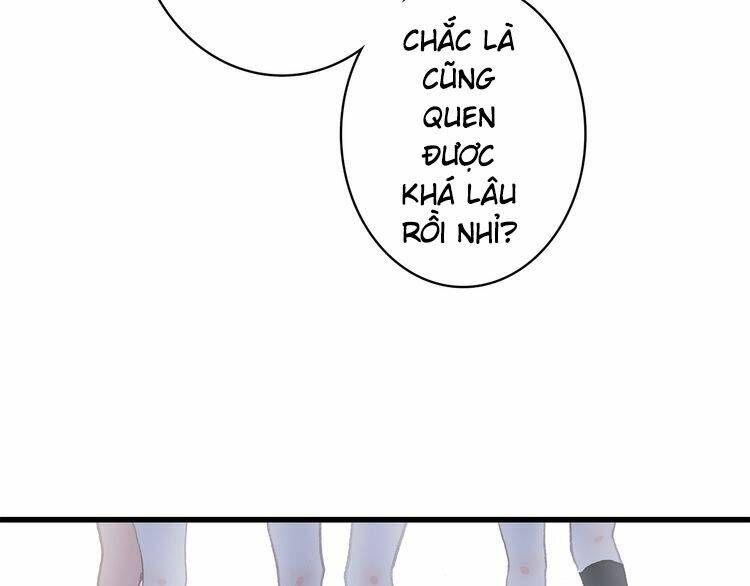 CHẮC LÀ
CŨNG
QUEN
ĐƯỢC
KHÁ LÂU
RỒI NHỈ?